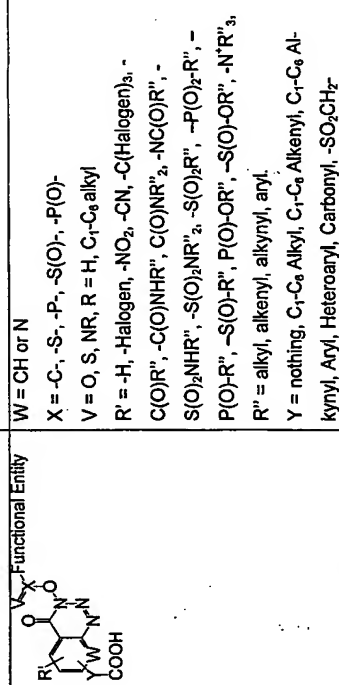 Functional Entity
V
X
O
O
N
N
N
R'
W
Y
COOH
W = CH or N
X = -C-, -S-, -P-, -S(O)-, -P(O)-
V = O, S, NR, R = H, C₁-C₆ alkyl
R' = -H, -Halogen, -NO₂, -CN, -C(Halogen)₃, -
C(O)R'', -C(O)NHR'', C(O)NR''₂, -NC(O)R'', -
S(O)₂NHR'', -S(O)₂NR''₂, -S(O)₂R'', -P(O)₂-R'', –
P(O)-R'', –S(O)-R'', P(O)-OR'', –S(O)-OR'', -N⁺R''₃,
R'' = alkyl, alkenyl, alkynyl, aryl.
Y = nothing, C₁-C₆ Alkyl, C₁-C₆ Alkenyl, C₁-C₆ Al-
kynyl, Aryl, Heteroaryl, Carbonyl, -SO₂CH₂-